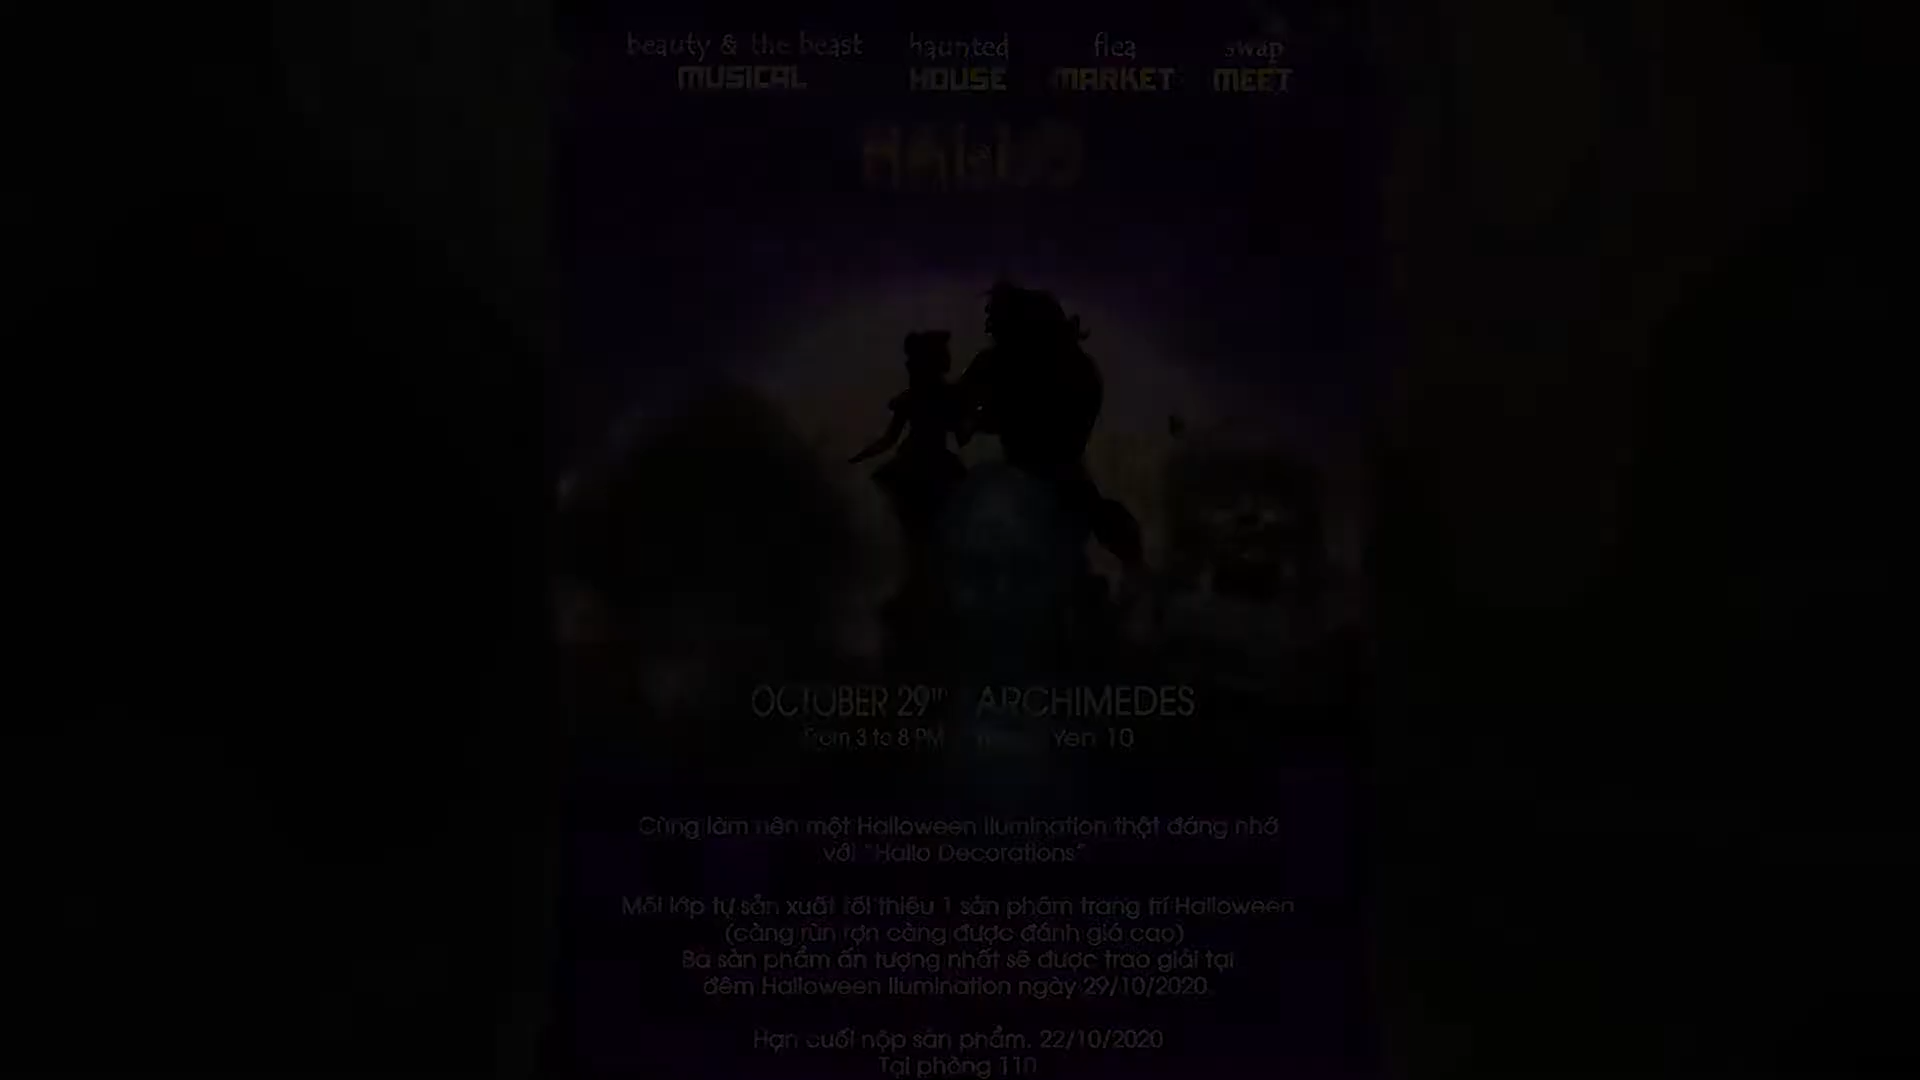 beauty & the beast haunted flea swap
MUSICAL HOUSE MARKET MEET
OCTOBER 29TH ARCHIMEDES
From 3 to 8 PM Yên 10
Cùng làm nên một Halloween Ilumination thật đáng nhớ
với "Hallo Decorations"
Mỗi lớp tự sản xuất tối thiểu 1 sản phẩm trang trí Halloween
(càng rùn rợn càng được đánh giá cao)
Ba sản phẩm ấn tượng nhất sẽ được trao giải tại
đêm Halloween Ilumination ngày 29/10/2020.
Hạn cuối nộp sản phẩm: 22/10/2020
Tại phòng 110